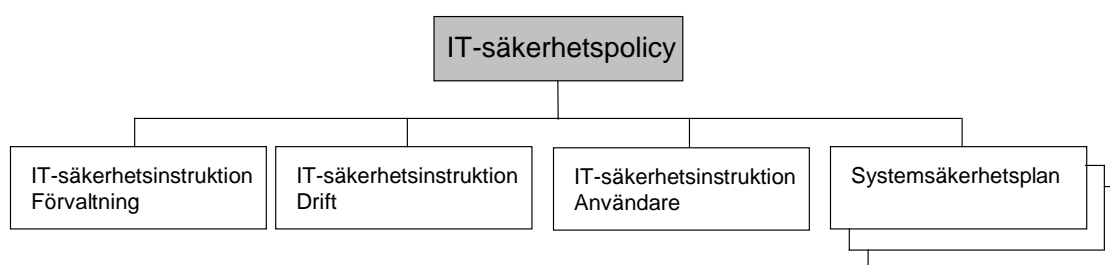 IT-säkerhetspolicy
IT-säkerhetsinstruktion
Förvaltning
IT-säkerhetsinstruktion
Drift
IT-säkerhetsinstruktion
Användare
Systemsäkerhetsplan